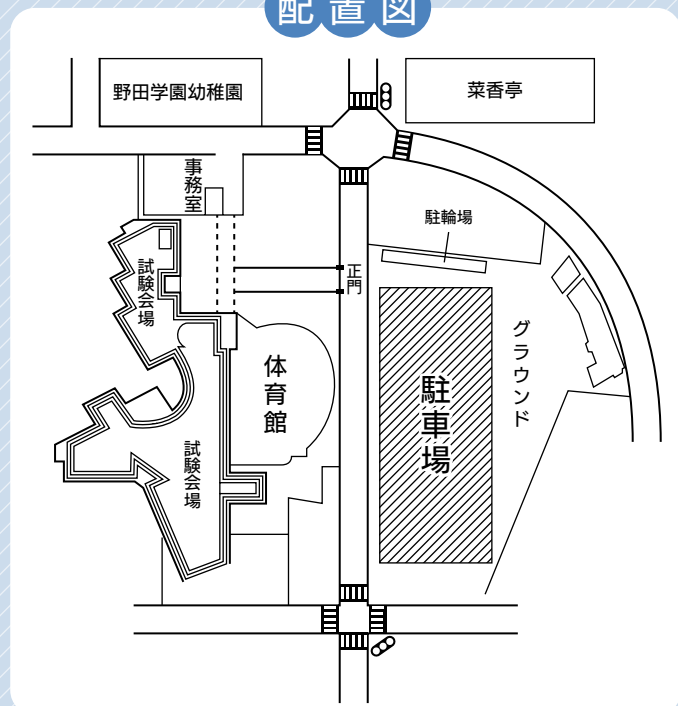 配置図
野田学園幼稚園
菜香亭
事務室
駐輪場
試験会場
正門
グラウンド
体育館
駐車場
試験会場